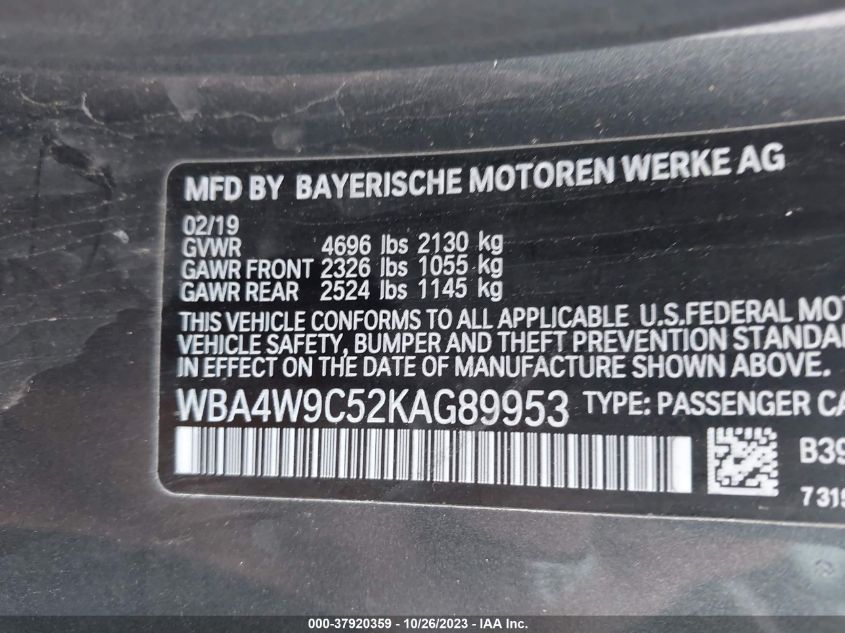 MFD BY BAYERISCHE MOTOREN WERKE AG
02/19
GVWR 4696 lbs 2130 kg
GAWR FRONT 2326 lbs 1055 kg
GAWR REAR 2524 lbs 1145 kg
THIS VEHICLE CONFORMS TO ALL APPLICABLE U.S.FEDERAL MO
VEHICLE SAFETY, BUMPER AND THEFT PREVENTION STANDA
IN EFFECT ON THE DATE OF MANUFACTURE SHOWN ABOVE.
WBA4W9C52KAG89953 TYPE: PASSENGER CA
B39
7315
000-37920359 - 10/26/2023 - IAA Inc.